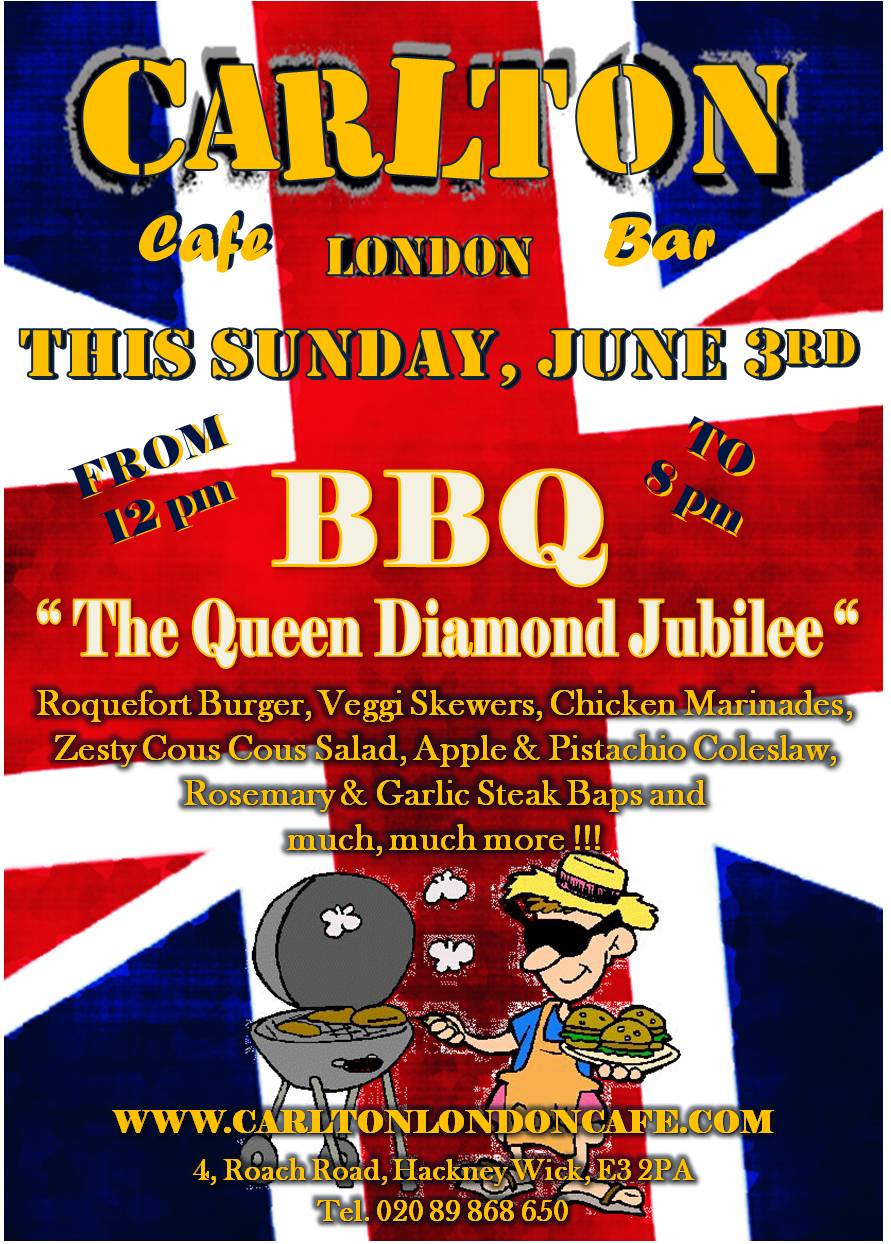 CARLTON
Cafe LONDON Bar
THIS SUNDAY, JUNE 3RD
FROM
12 pm
TO
8 pm
BBQ
“ The Queen Diamond Jubilee “
Roquefort Burger, Veggi Skewers, Chicken Marinades,
Zesty Cous Cous Salad, Apple & Pistachio Coleslaw,
Rosemary & Garlic Steak Baps and
much, much more !!!
WWW.CARLTONLONDONCAFE.COM
4, Roach Road, Hackney Wick, E3 2PA
Tel. 020 89 868 650